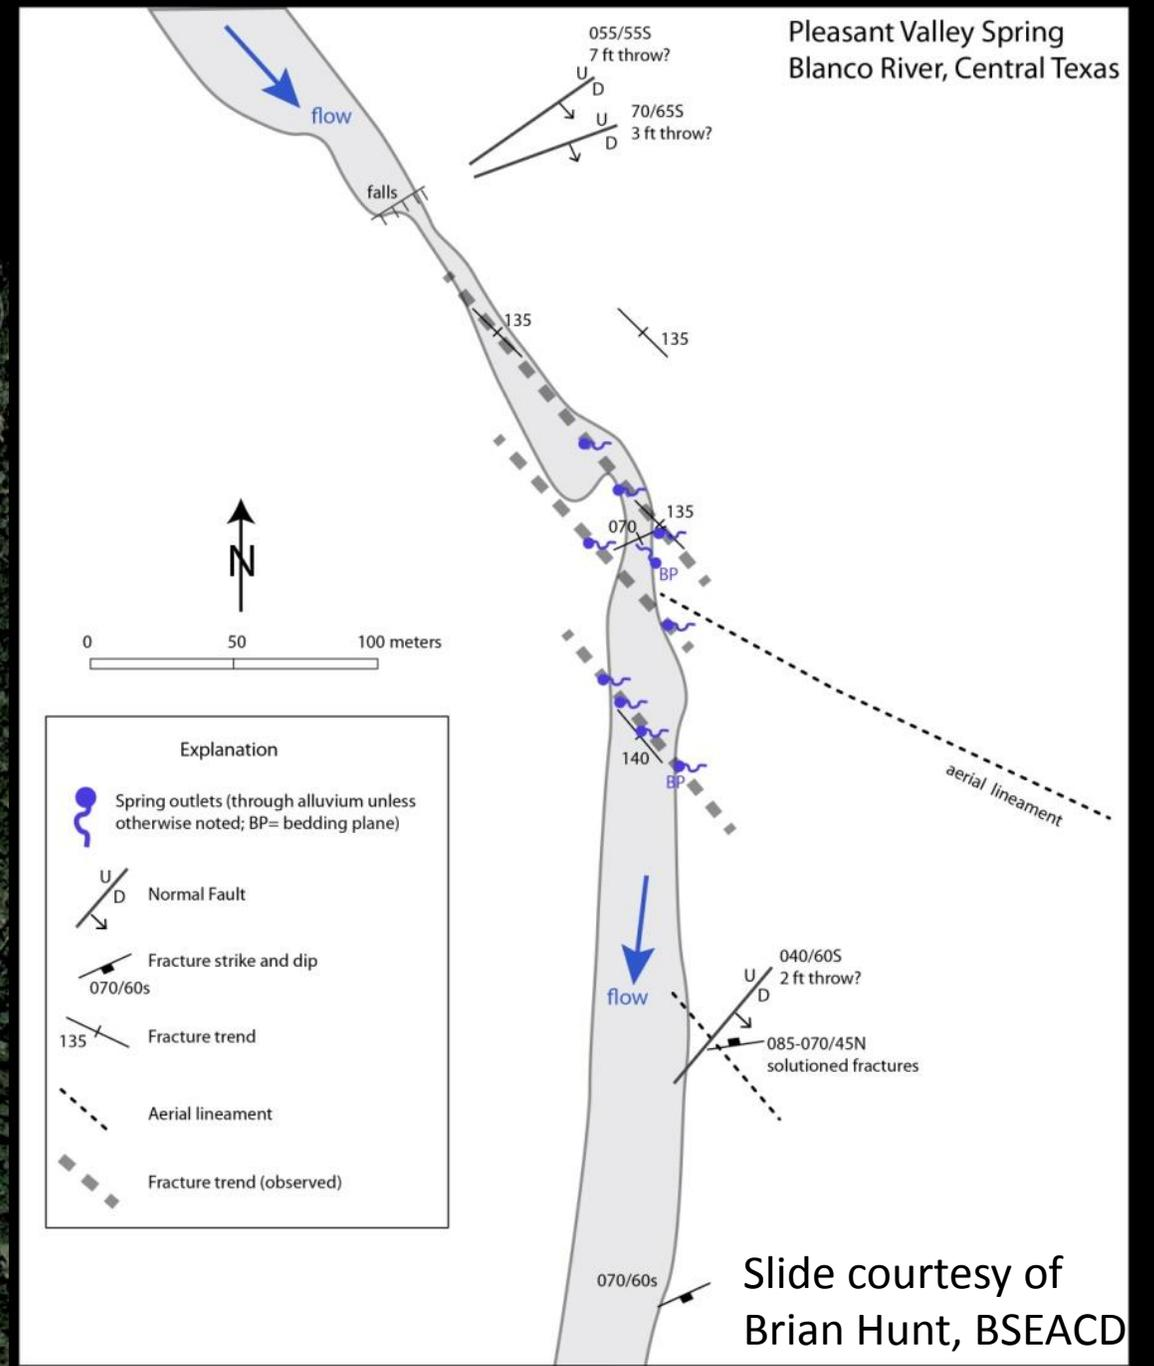 Pleasant Valley Spring
Blanco River, Central Texas
055/55S
7 ft throw?
U
D
70/65S
3 ft throw?
U
D
flow
falls
135
135
135
070
BP
N
0 50 100 meters
140
BP
aerial lineament
Explanation
Spring outlets (through alluvium unless
otherwise noted; BP= bedding plane)
U
D
Normal Fault
Fracture strike and dip
070/60s
135
Fracture trend
Aerial lineament
Fracture trend (observed)
flow
040/60S
2 ft throw?
U
D
085-070/45N
solutioned fractures
070/60s
Slide courtesy of
Brian Hunt, BSEACD